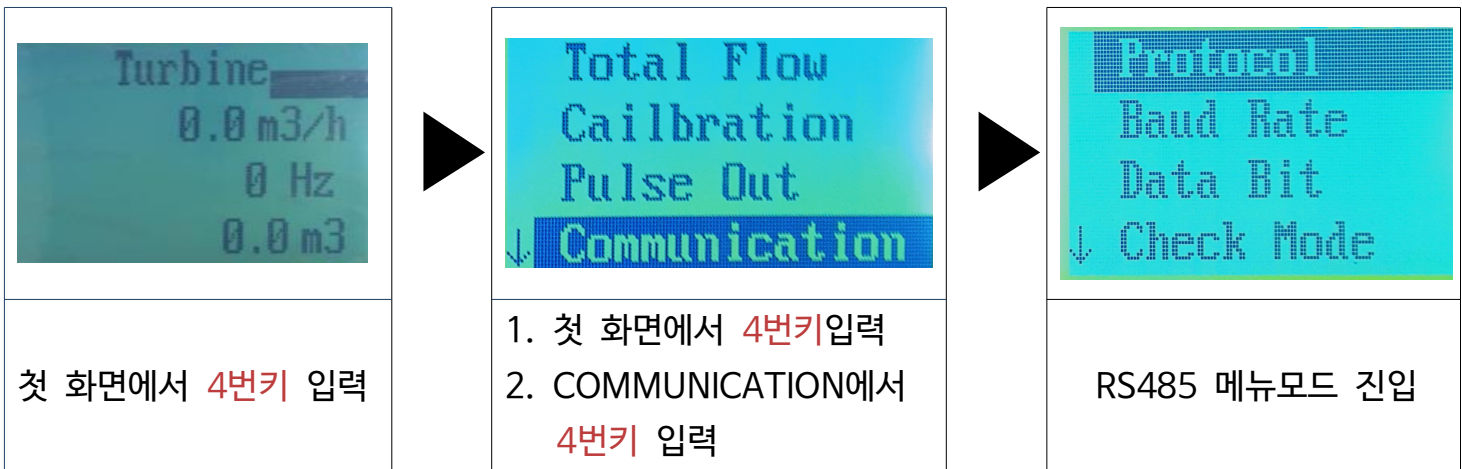 Turbine
0.0 m3/h
0 Hz
0.0 m3
Total Flow
Cailbration
Pulse Out
↓ Communication
Protocol
Baud Rate
Data Bit
↓ Check Mode
첫 화면에서 4번키 입력
1. 첫 화면에서 4번키입력
2. COMMUNICATION에서
4번키 입력
RS485 메뉴모드 진입